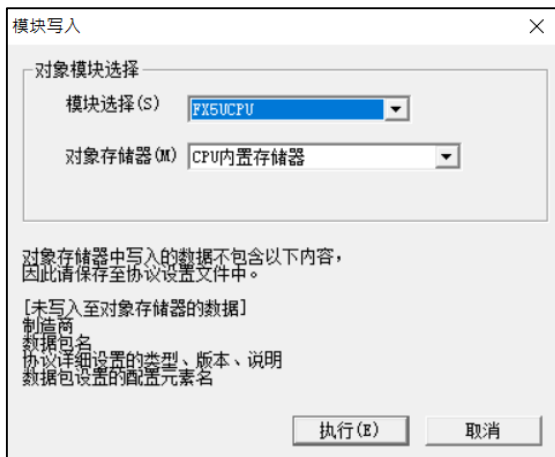 模块写入
对象模块选择
模块选择(S) FX5UCPU
对象存储器(M) CPU内置存储器
对象存储器中写入的数据不包含以下内容，
因此请保存至协议设置文件中。
[未写入至对象存储器的数据]
制造商
数据包名
协议详细设置的类型、版本、说明
数据包设置的配置元素名
执行(E) 取消